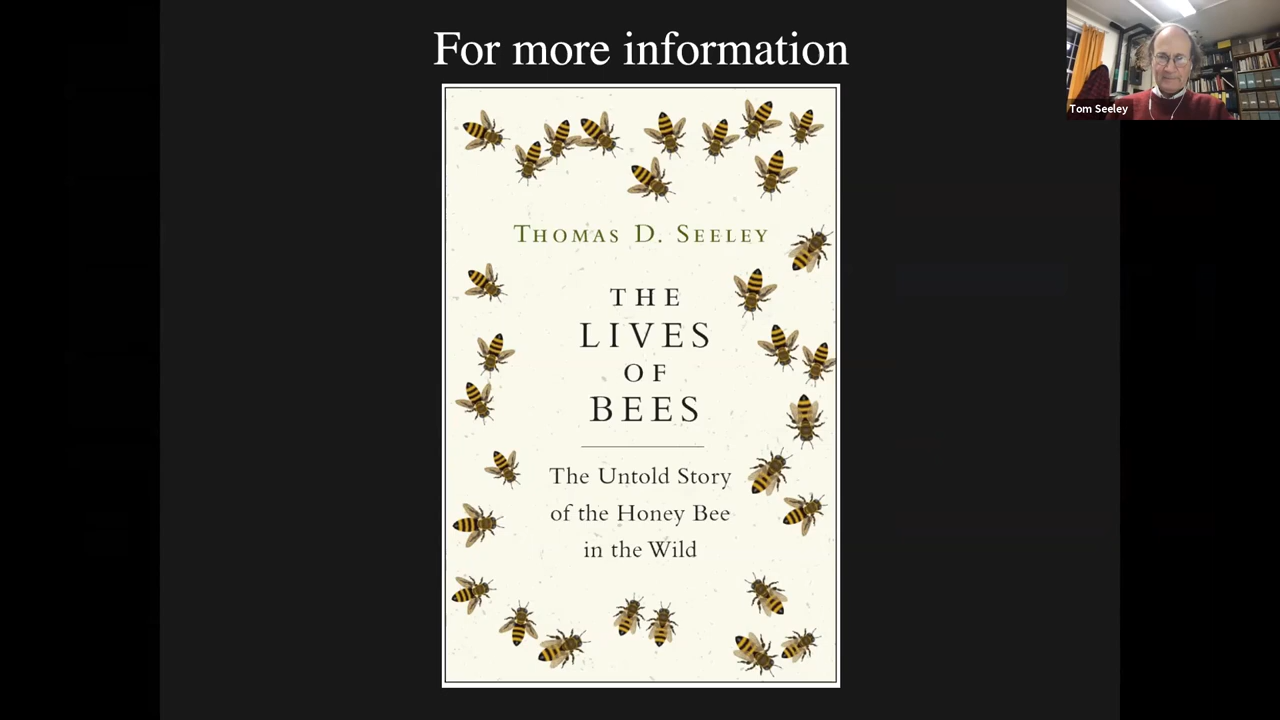 For more information
Tom Seeley
THOMAS D. SEELEY
THE
LIVES
OF
BEES
The Untold Story
of the Honey Bee
in the Wild